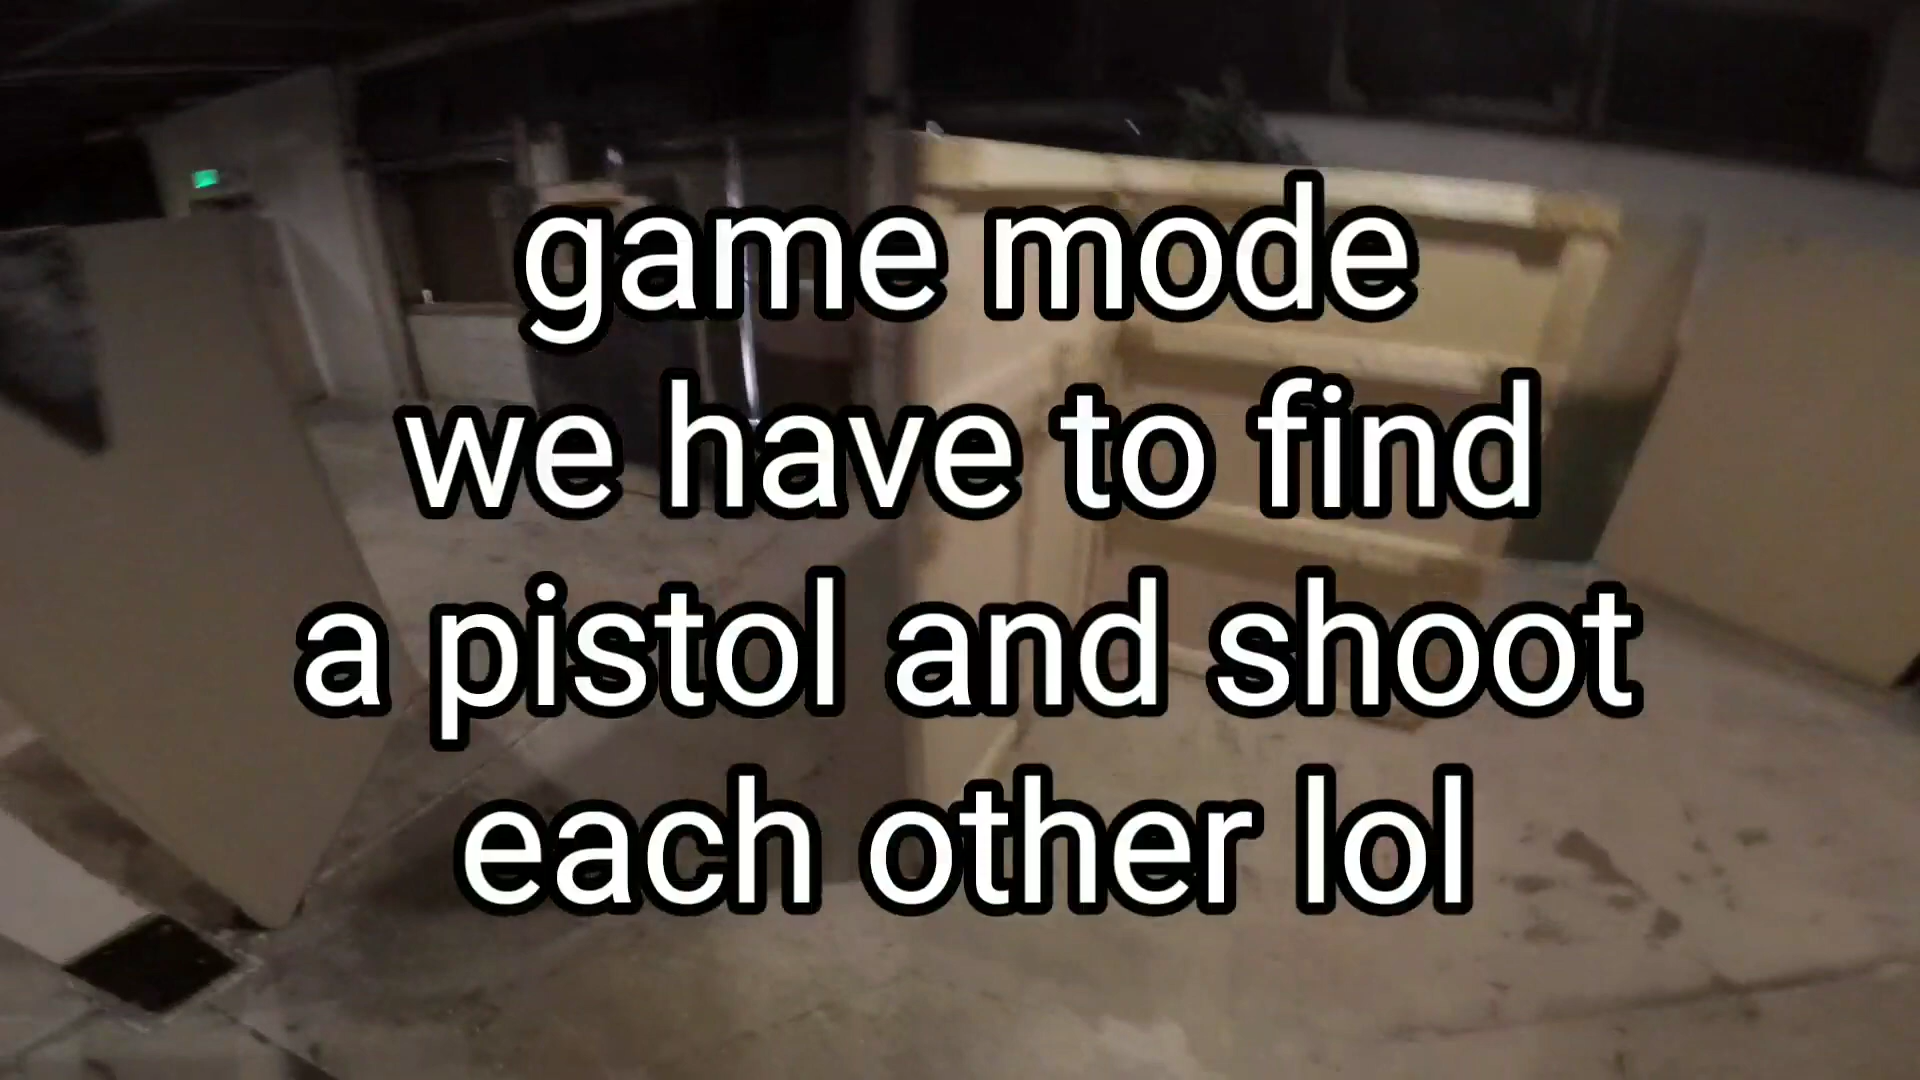 game mode
we have to find
a pistol and shoot
each other lol